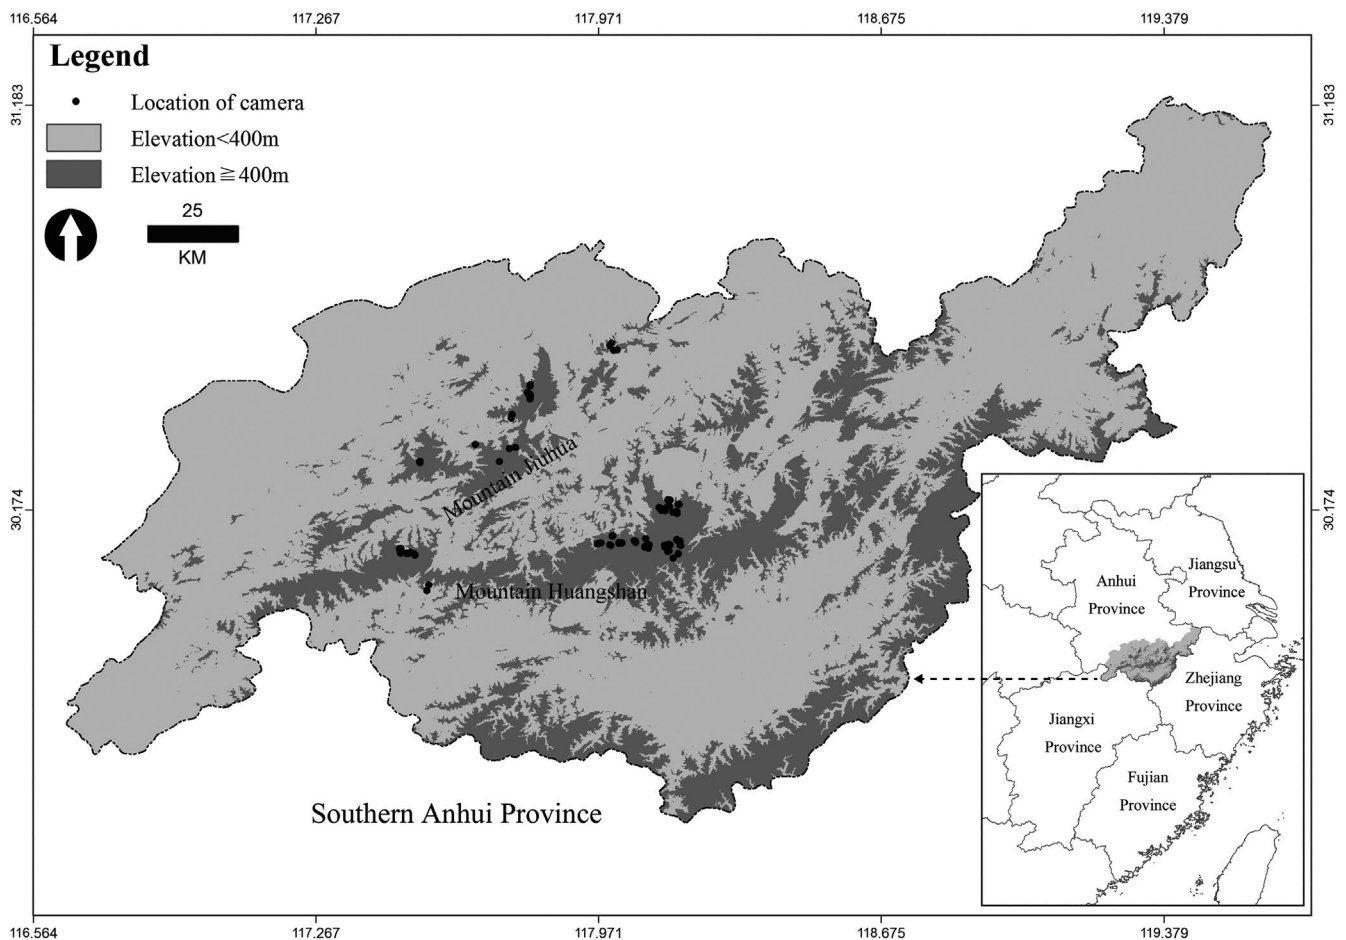 116.564
117.267
117.971
118.675
119.379
Legend
Location of camera
Elevation<400m
Elevation≧400m
25
KM
31.183
31.183
30.174
30.174
Mountain Jiuhua
Mountain Huangshan
Southern Anhui Province
Anhui
Province
Jiangsu
Province
Zhejiang
Province
Jiangxi
Province
Fujian
Province
116.564
117.267
117.971
118.675
119.379